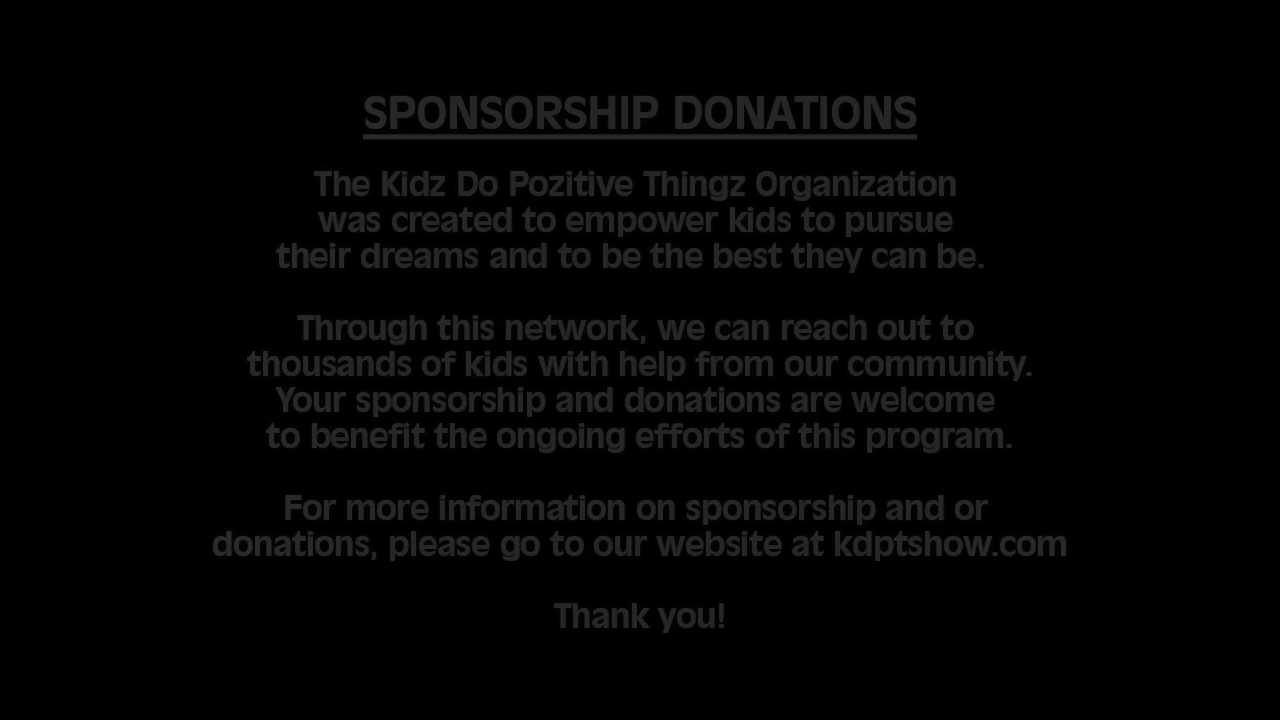 SPONSORSHIP DONATIONS
The Kidz Do Pozitive Thingz Organization
was created to empower kids to pursue
their dreams and to be the best they can be.
Through this network, we can reach out to
thousands of kids with help from our community.
Your sponsorship and donations are welcome
to benefit the ongoing efforts of this program.
For more information on sponsorship and or
donations, please go to our website at kdptshow.com
Thank you!